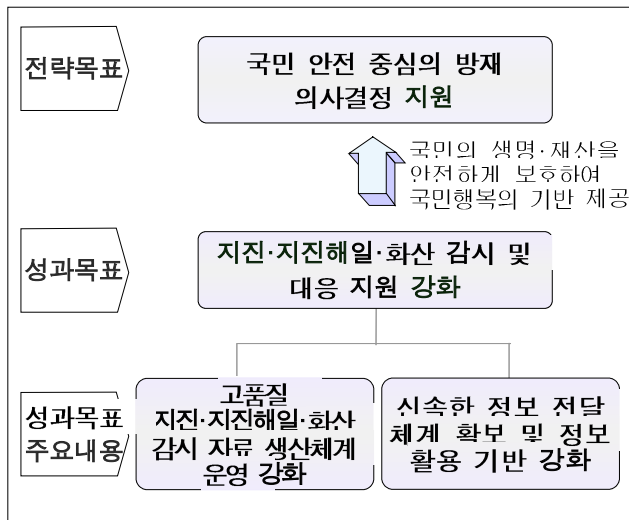 전략목표
국민 안전 중심의 방재
의사결정 지원
국민의 생명·재산을
안전하게 보호하여
국민행복의 기반 제공
성과목표
지진·지진해일·화산 감시 및
대응 지원 강화
성과목표
주요내용
고품질
지진·지진해일·화산
감시 자료 생산체계
운영 강화
신속한 정보 전달
체계 확보 및 정보
활용 기반 강화